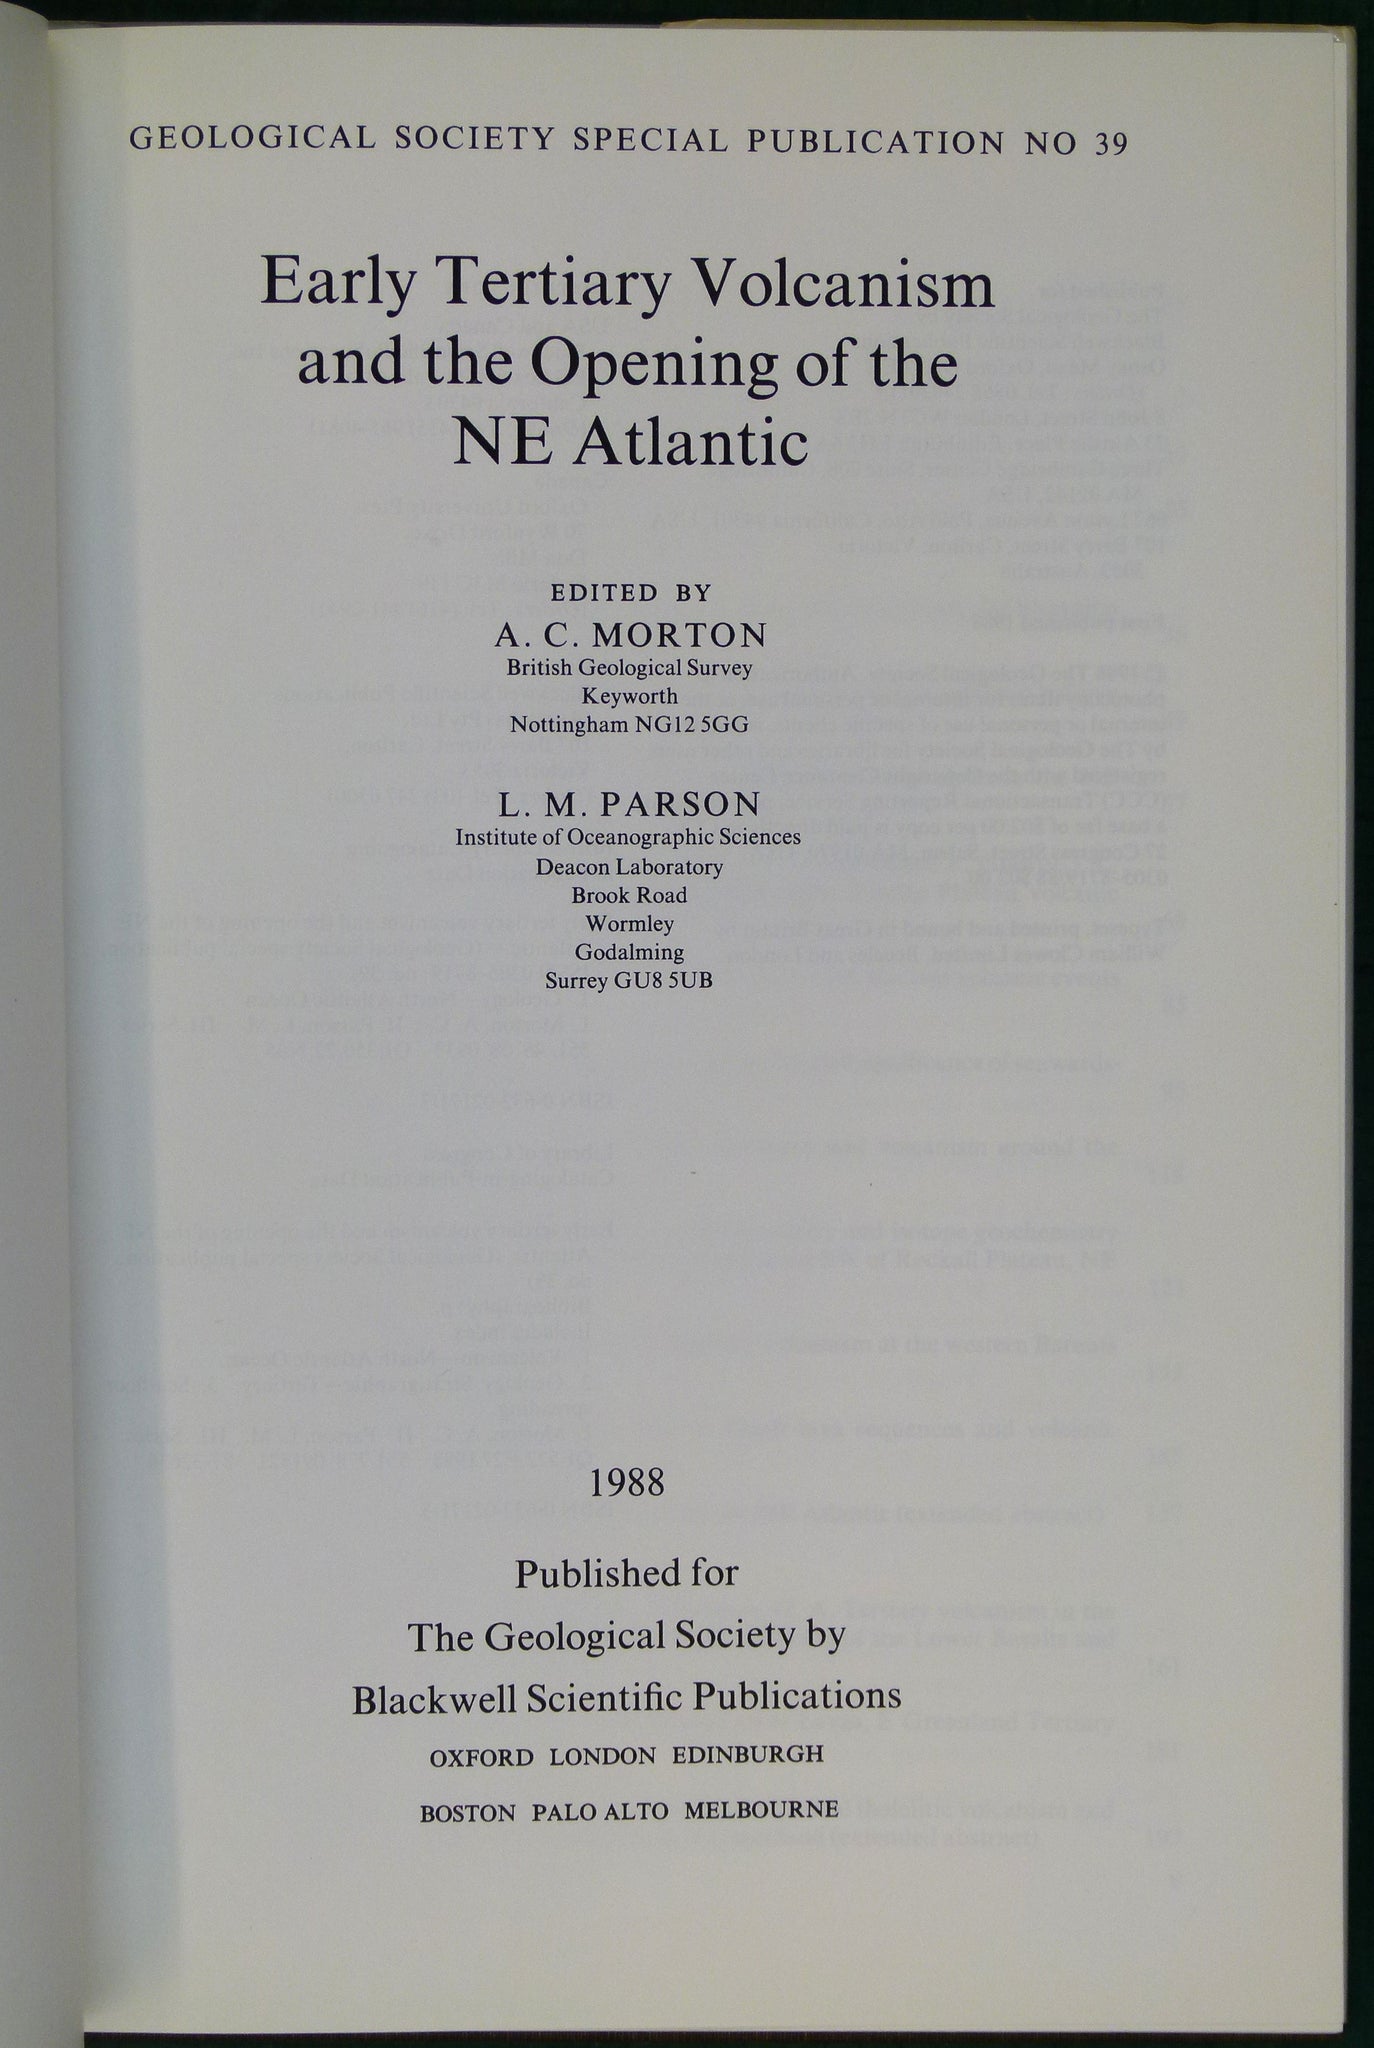 GEOLOGICAL SOCIETY SPECIAL PUBLICATION NO 39
Early Tertiary Volcanism
and the Opening of the
NE Atlantic
EDITED BY
A. C. MORTON
British Geological Survey
Keyworth
Nottingham NG12 5GG
L. M. PARSON
Institute of Oceanographic Sciences
Deacon Laboratory
Brook Road
Wormley
Godalming
Surrey GU8 5UB
1988
Published for
The Geological Society by
Blackwell Scientific Publications
OXFORD LONDON EDINBURGH
BOSTON PALO ALTO MELBOURNE